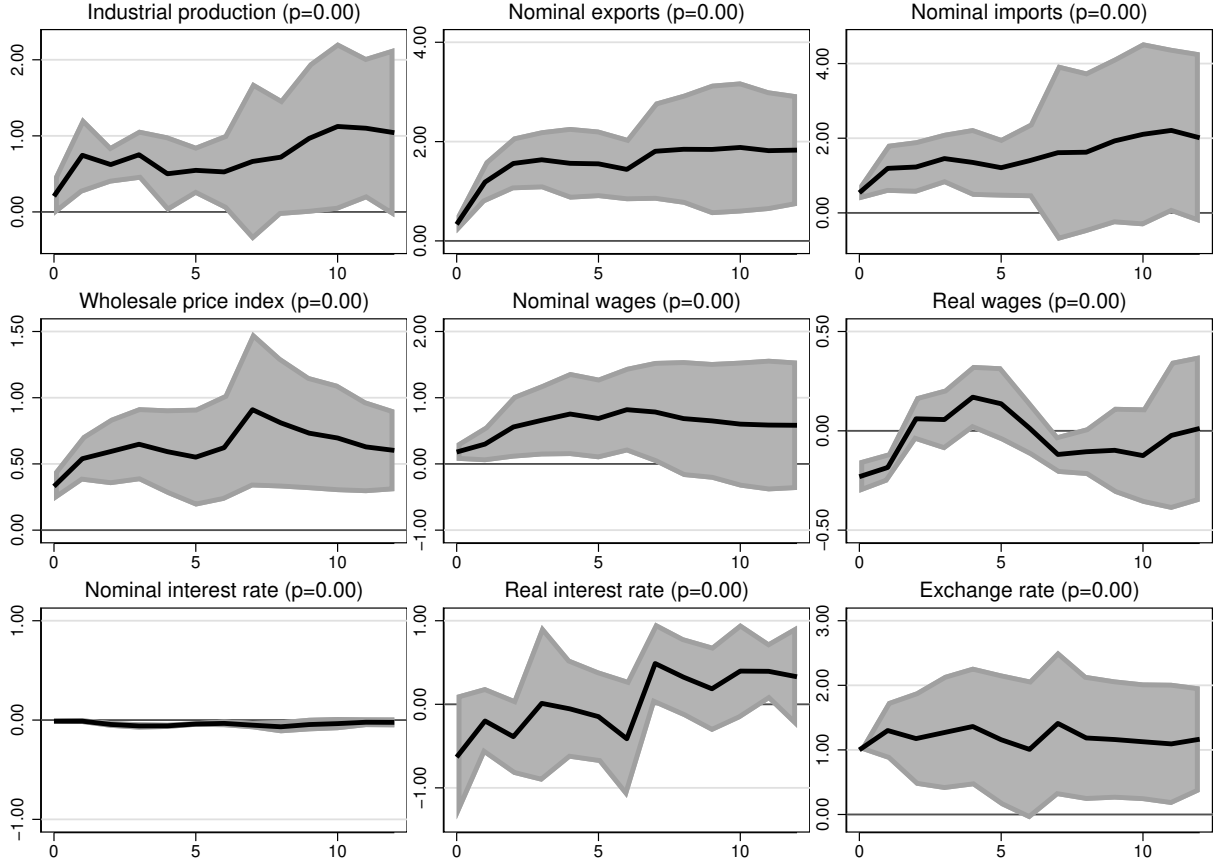 Industrial production (p=0.00)
2.00
1.00
0.00
0 5 10
Nominal exports (p=0.00)
4.00
2.00
0.00
0 5 10
Nominal imports (p=0.00)
4.00
2.00
0.00
0 5 10
Wholesale price index (p=0.00)
1.50
1.00
0.50
0.00
0 5 10
Nominal wages (p=0.00)
2.00
1.00
0.00
−1.00
0 5 10
Real wages (p=0.00)
0.50
0.00
−0.50
0 5 10
Nominal interest rate (p=0.00)
1.00
0.00
−1.00
0 5 10
Real interest rate (p=0.00)
1.00
0.00
−1.00
0 5 10
Exchange rate (p=0.00)
3.00
2.00
1.00
0.00
0 5 10